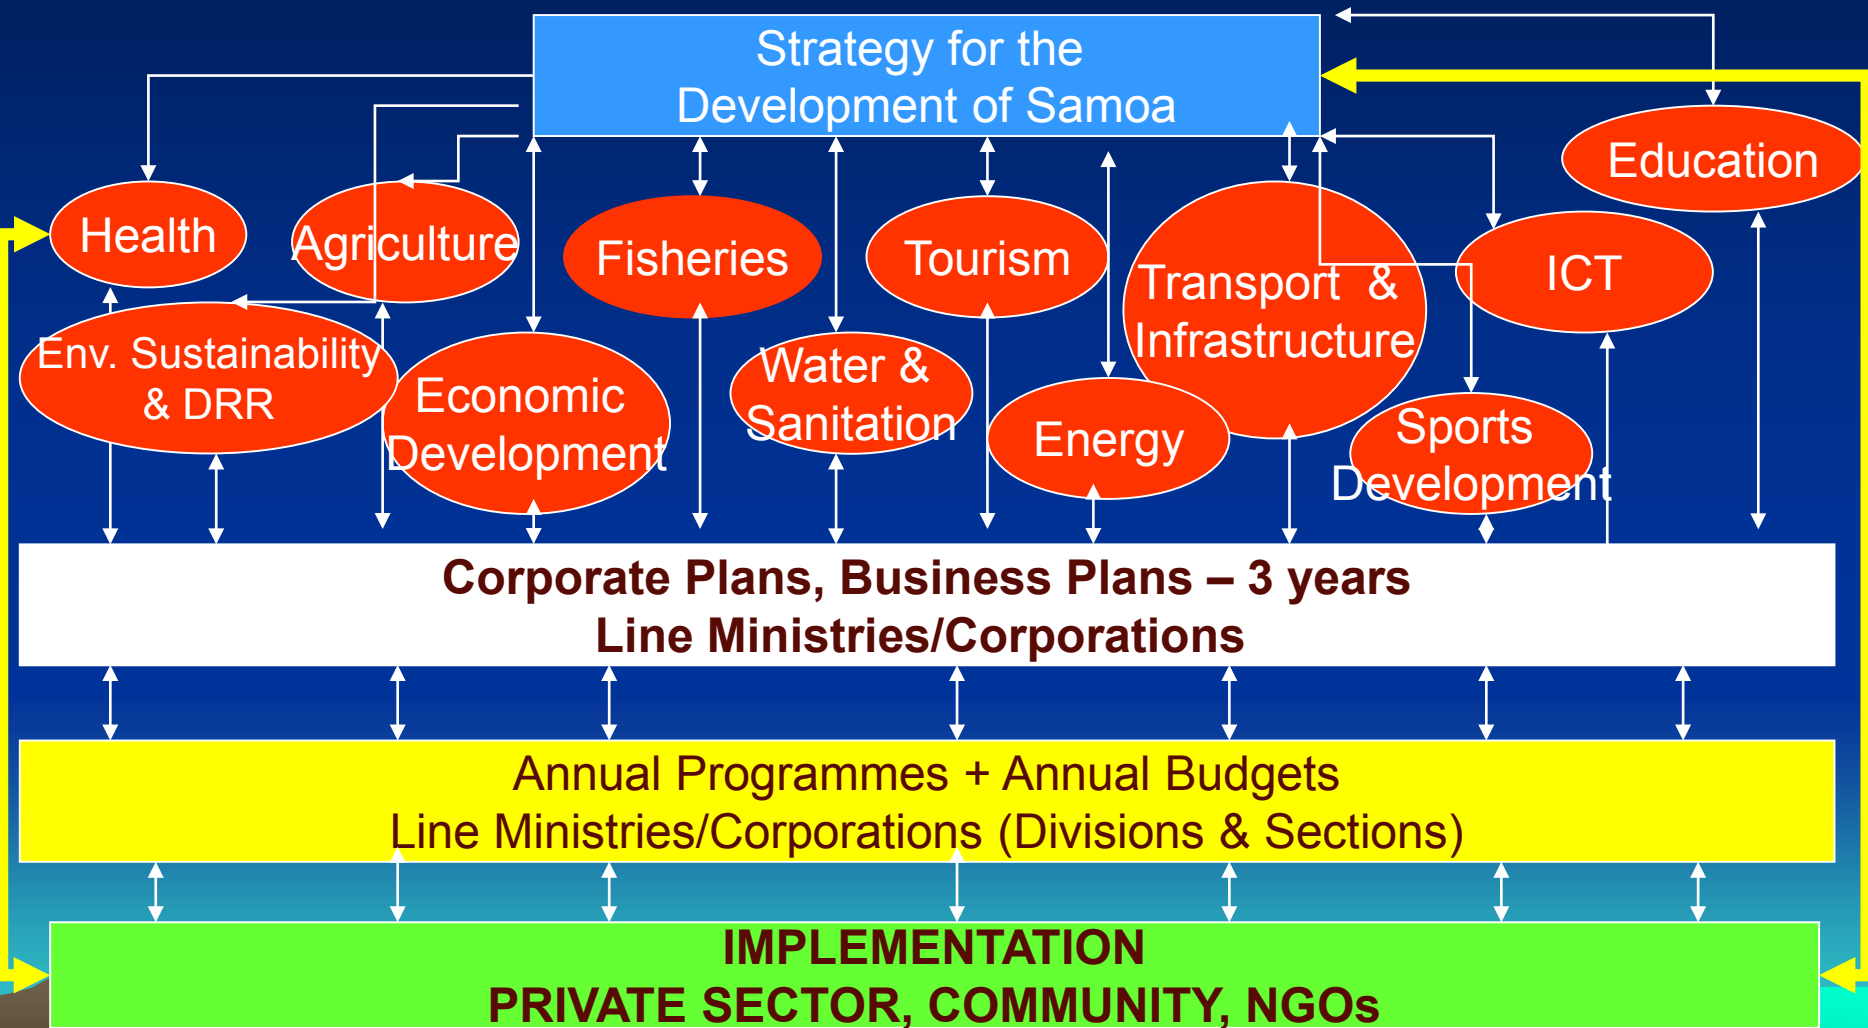 Strategy for the
Development of Samoa
Education
Health
Agriculture
Fisheries
Tourism
Transport &
Infrastructure
ICT
Env. Sustainability
& DRR
Economic
Development
Water &
Sanitation
Energy
Sports
Development
Corporate Plans, Business Plans – 3 years
Line Ministries/Corporations
Annual Programmes + Annual Budgets
Line Ministries/Corporations (Divisions & Sections)
IMPLEMENTATION
PRIVATE SECTOR, COMMUNITY, NGOs